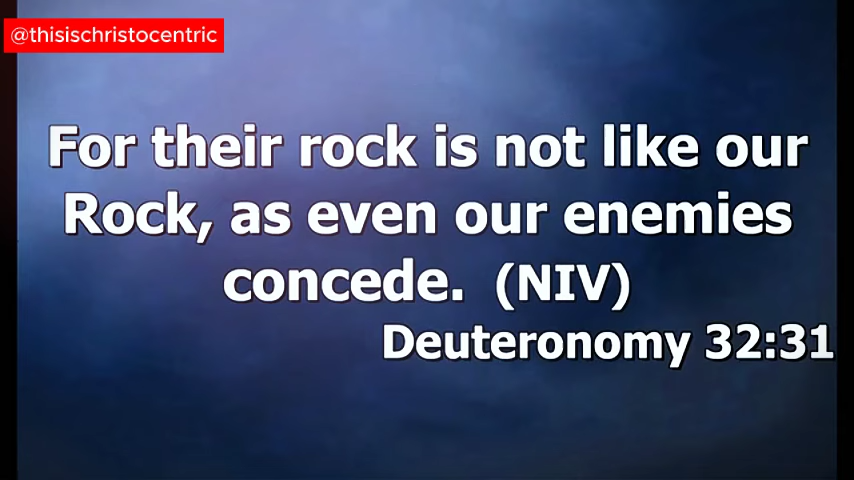 @thisischristocentric
For their rock is not like our
Rock, as even our enemies
concede. (NIV)
Deuteronomy 32:31